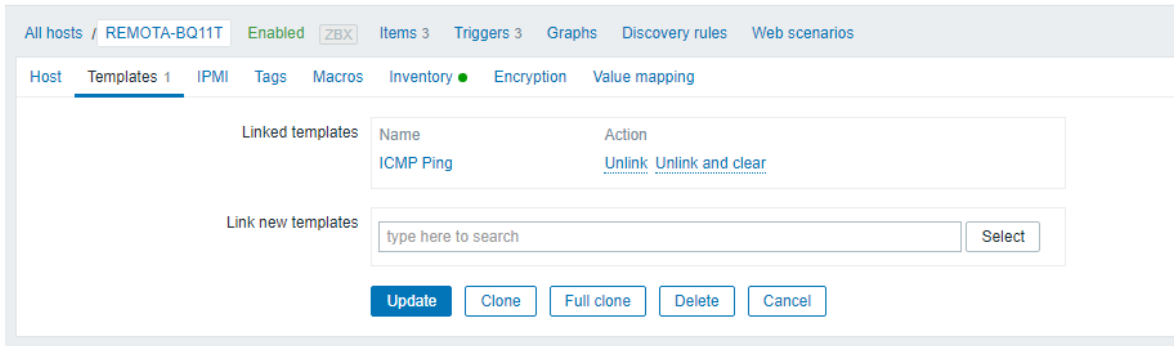 All hosts / REMOTA-BQ11T Enabled ZBX Items 3 Triggers 3 Graphs Discovery rules Web scenarios
Host Templates 1 IPMI Tags Macros Inventory Encryption Value mapping
Linked templates Name Action
ICMP Ping Unlink Unlink and clear
Link new templates type here to search Select
Update Clone Full clone Delete Cancel